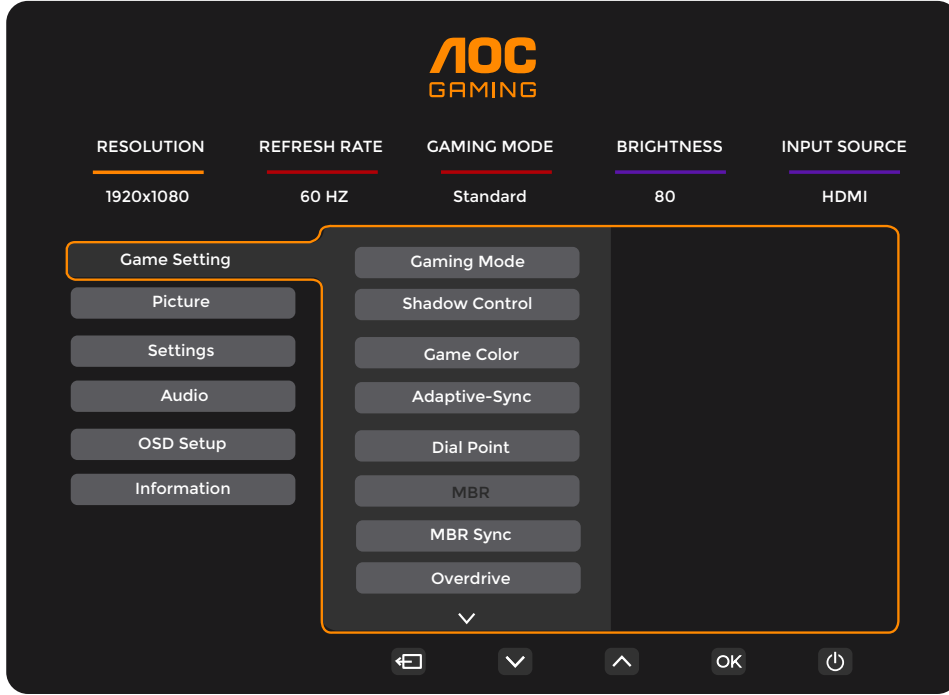 AOC
GAMING
RESOLUTION REFRESH RATE GAMING MODE BRIGHTNESS INPUT SOURCE
1920x1080 60 HZ Standard 80 HDMI
Game Setting
Picture
Settings
Audio
OSD Setup
Information
Gaming Mode
Shadow Control
Game Color
Adaptive-Sync
Dial Point
MBR
MBR Sync
Overdrive
OK